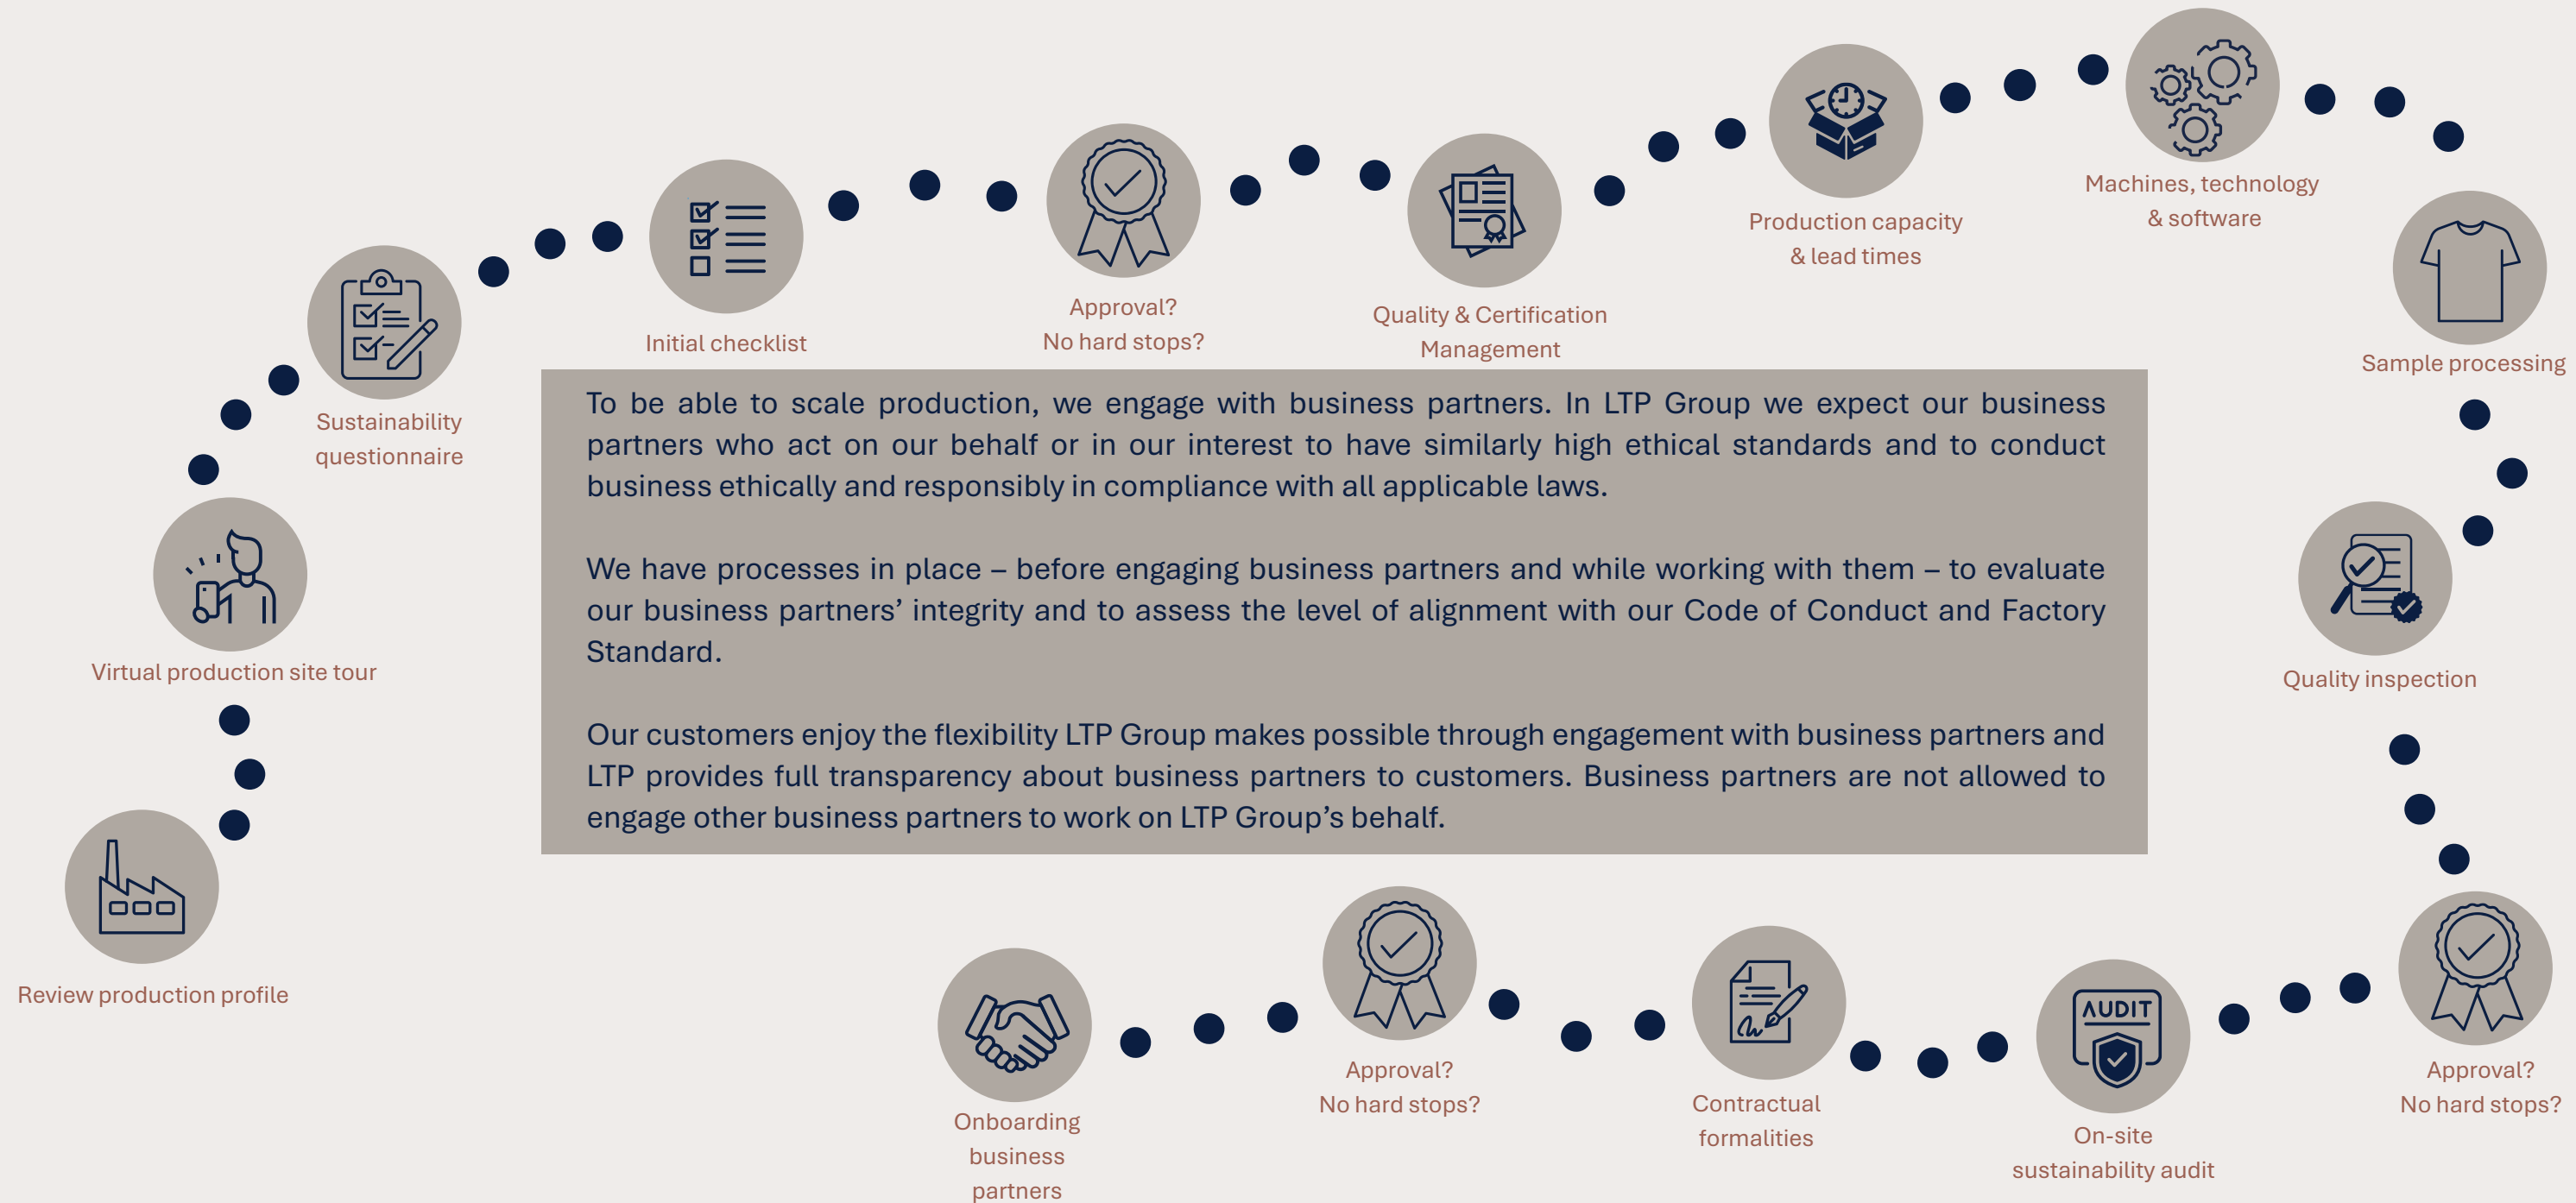 Review production profile
Virtual production site tour
Sustainability
questionnaire
Initial checklist
Approval?
No hard stops?
Quality & Certification
Management
Production capacity
& lead times
Machines, technology
& software
Sample processing
Quality inspection
Approval?
No hard stops?
AUDIT
On-site
sustainability audit
Contractual
formalities
Approval?
No hard stops?
Onboarding
business
partners
To be able to scale production, we engage with business partners. In LTP Group we expect our business
partners who act on our behalf or in our interest to have similarly high ethical standards and to conduct
business ethically and responsibly in compliance with all applicable laws.
We have processes in place – before engaging business partners and while working with them – to evaluate
our business partners’ integrity and to assess the level of alignment with our Code of Conduct and Factory
Standard.
Our customers enjoy the flexibility LTP Group makes possible through engagement with business partners and
LTP provides full transparency about business partners to customers. Business partners are not allowed to
engage other business partners to work on LTP Group’s behalf.